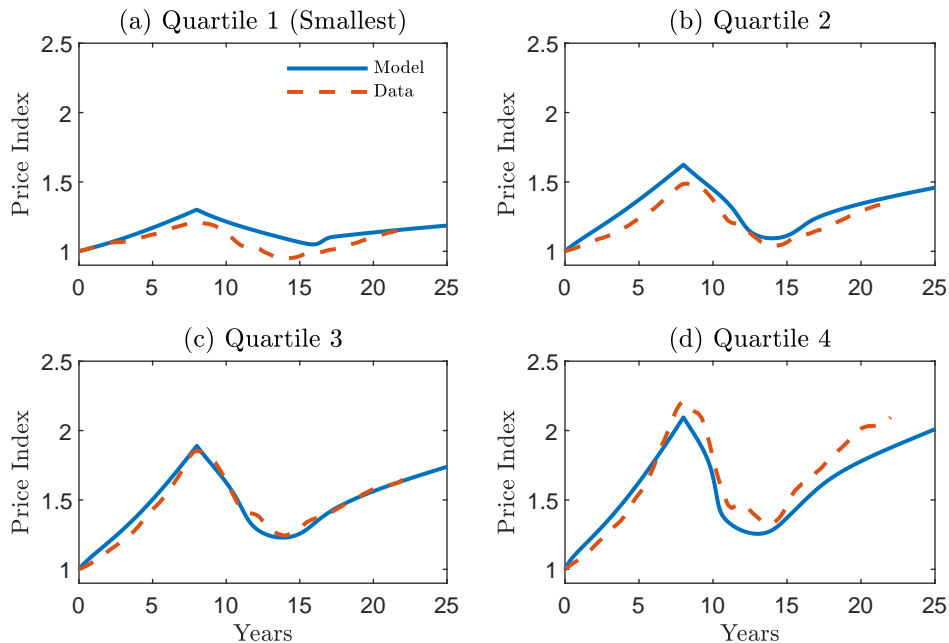 (a) Quartile 1 (Smallest)
2.5
2
1.5
1
Price Index
Model
Data
0 5 10 15 20 25
(b) Quartile 2
2.5
2
1.5
1
Price Index
0 5 10 15 20 25
(c) Quartile 3
2.5
2
1.5
1
Price Index
0 5 10 15 20 25
Years
(d) Quartile 4
2.5
2
1.5
1
Price Index
0 5 10 15 20 25
Years